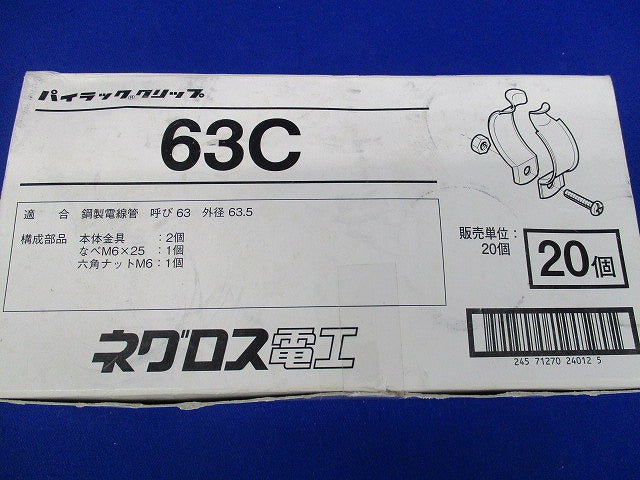 パイラック®クリップ
63C
適 合 鋼製電線管 呼び63 外径63.5
構成部品 本体金具 :2個
なべM6×25 :1個
六角ナットM6:1個
販売単位:
20個
20個
ネグロス電工
245 71270 24012 5